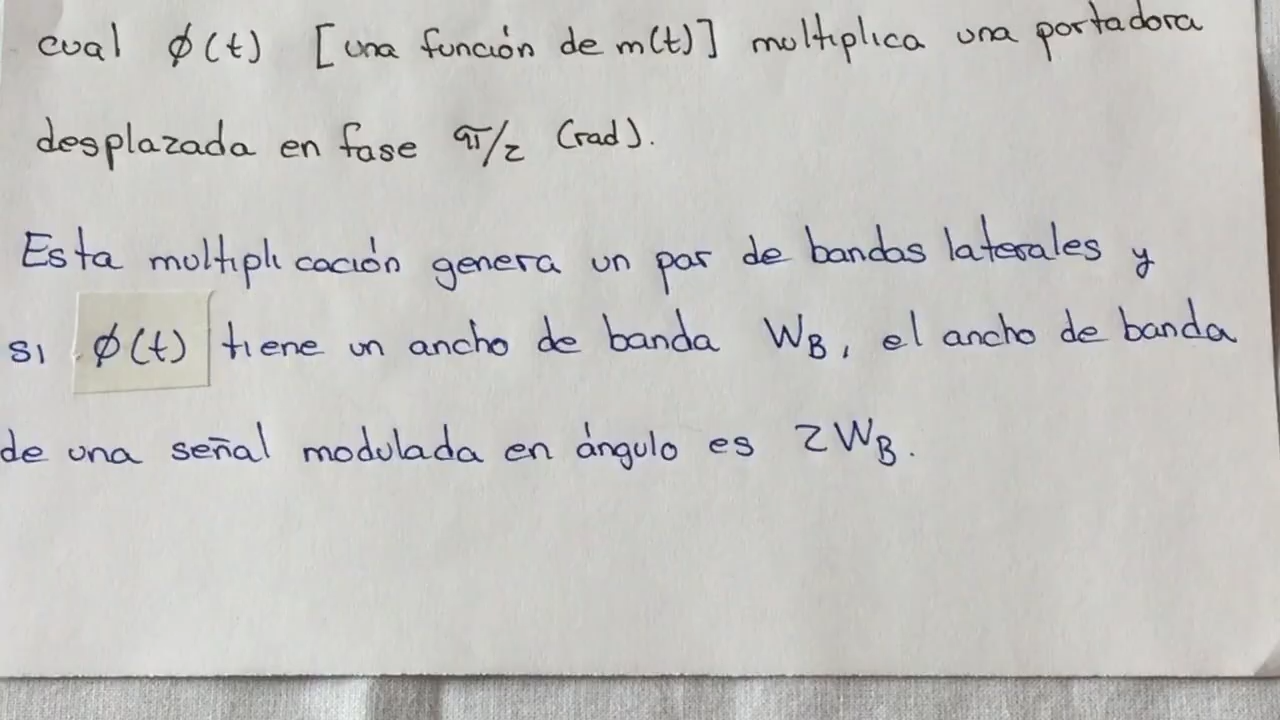 cual ϕ(t) [una función de m(t)] multiplica una portadora
desplazada en fase π/2 (rad).
Esta multiplicación genera un par de bandas laterales y
si ϕ(t) tiene un ancho de banda W_B, el ancho de banda
de una señal modulada en ángulo es 2W_B.